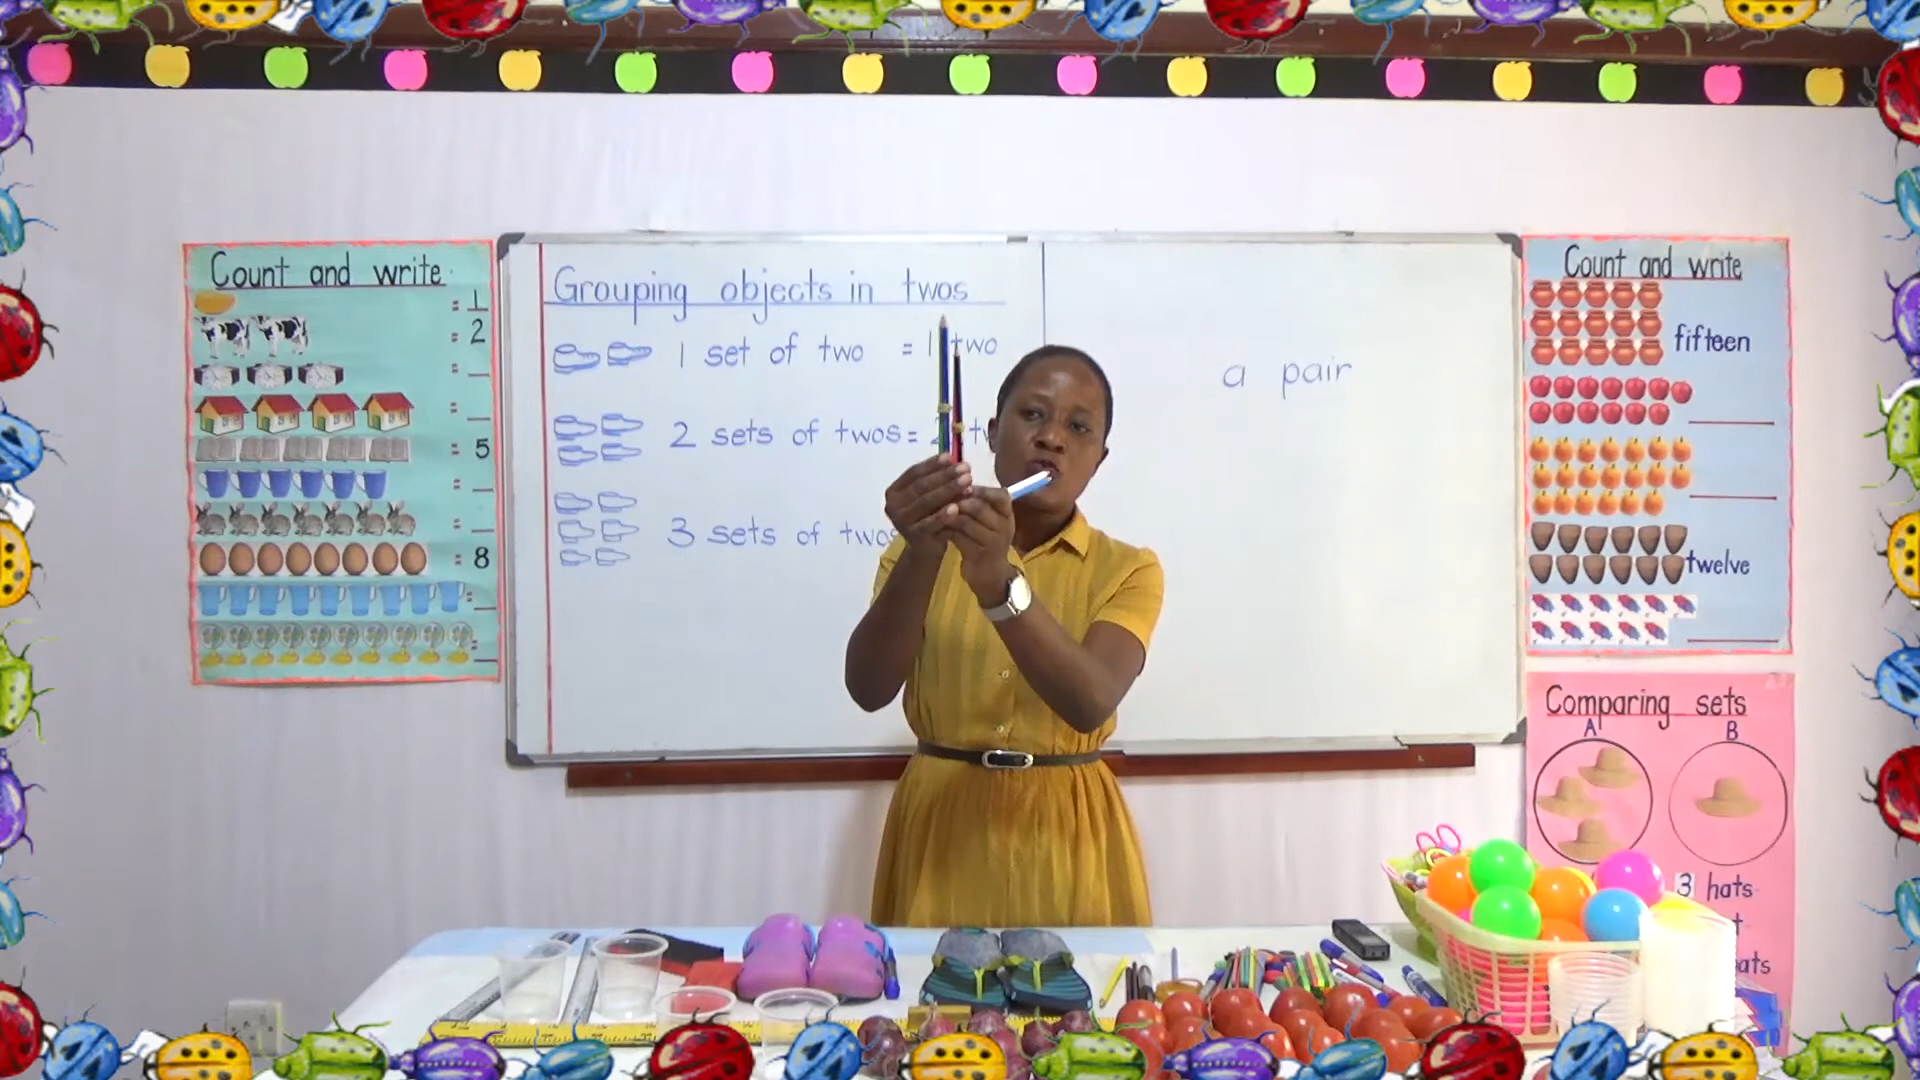 Count and write
= 1
= 2
=
=
= 5
=
=
= 8
=
=
Grouping objects in twos
1 set of two = 1 two
2 sets of twos = 2
3 sets of twos
a pair
Count and write
fifteen
twelve
Comparing sets
A B
3 hats